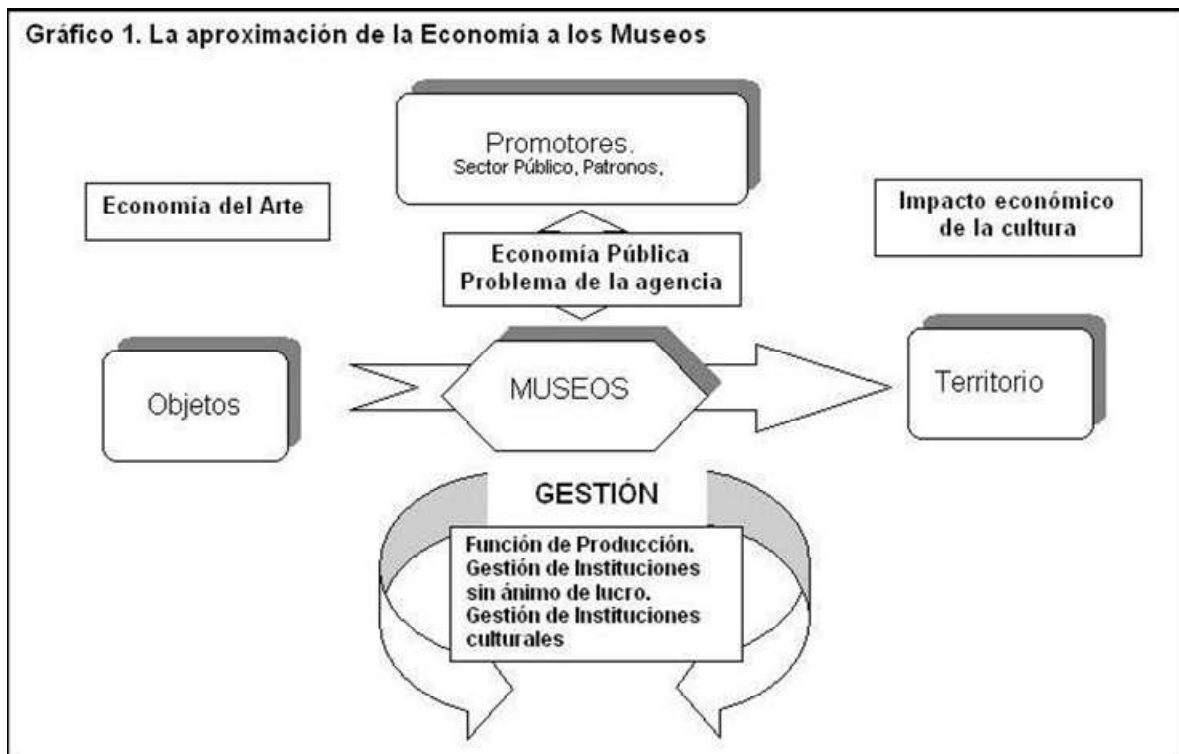 Gráfico 1. La aproximación de la Economía a los Museos
Promotores.
Sector Público, Patronos,
Economía del Arte
Impacto económico
de la cultura
Economía Pública
Problema de la agencia
Objetos
MUSEOS
Territorio
GESTIÓN
Función de Producción.
Gestión de Instituciones
sin ánimo de lucro.
Gestión de Instituciones
culturales